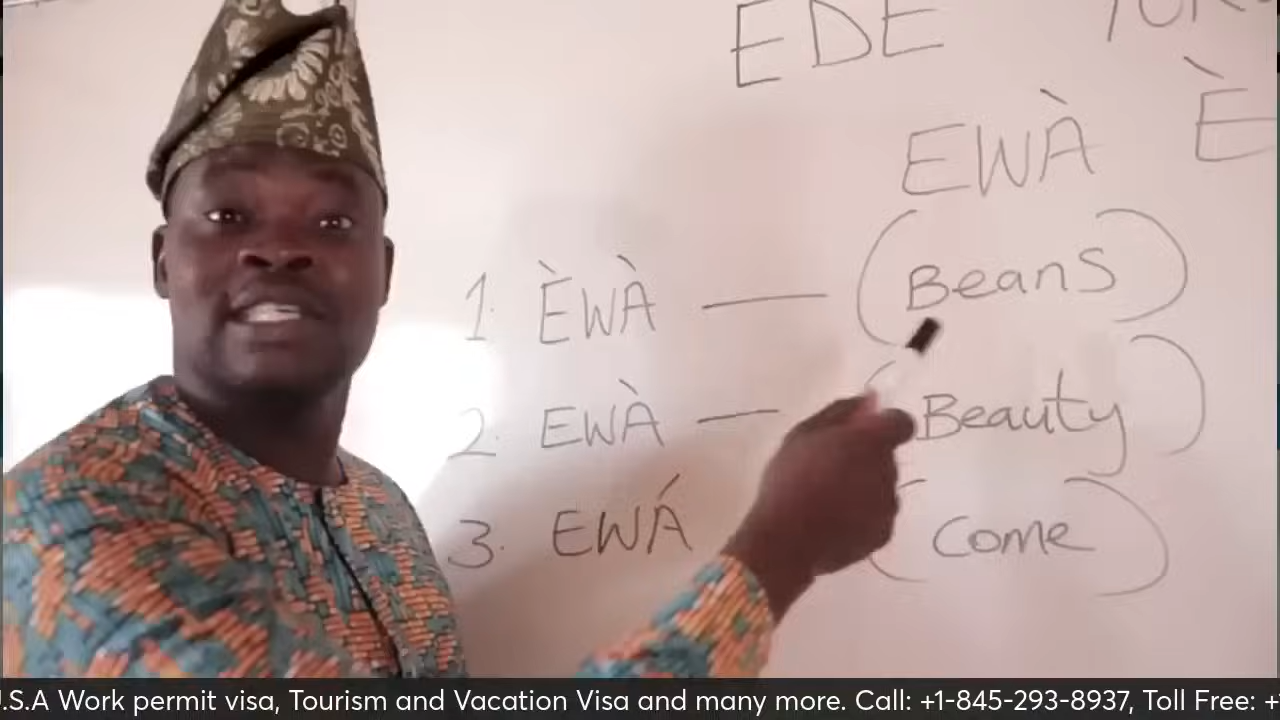 EDE
EWÀ È
1. ÈWÀ — (Beans)
2. EWÀ — (Beauty)
3. EWÁ (Come)
.S.A Work permit visa, Tourism and Vacation Visa and many more. Call: +1-845-293-8937, Toll Free: +